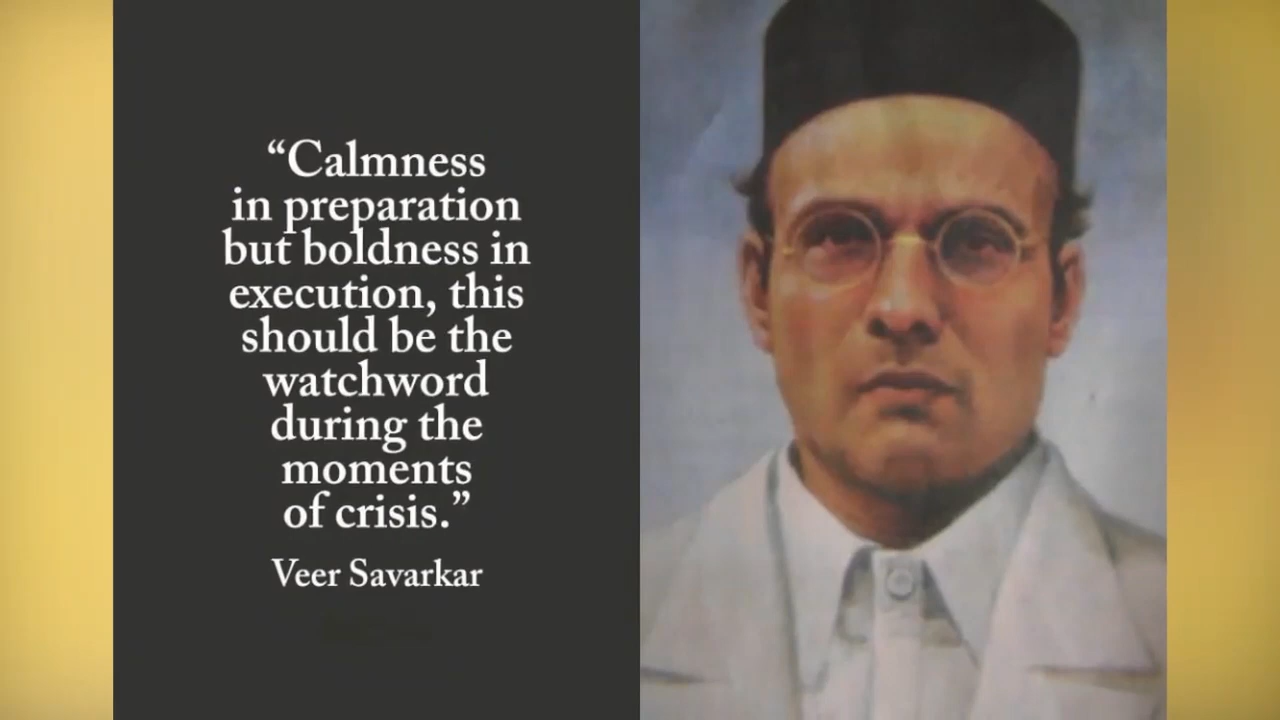 “Calmness
in preparation
but boldness in
execution, this
should be the
watchword
during the
moments
of crisis.”
Veer Savarkar